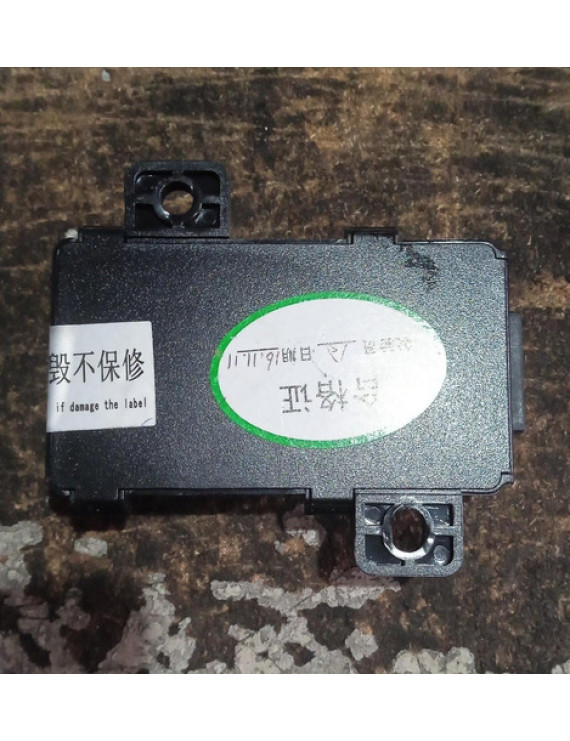 毁不保修
if damage the label
合格证
日期16.11.11